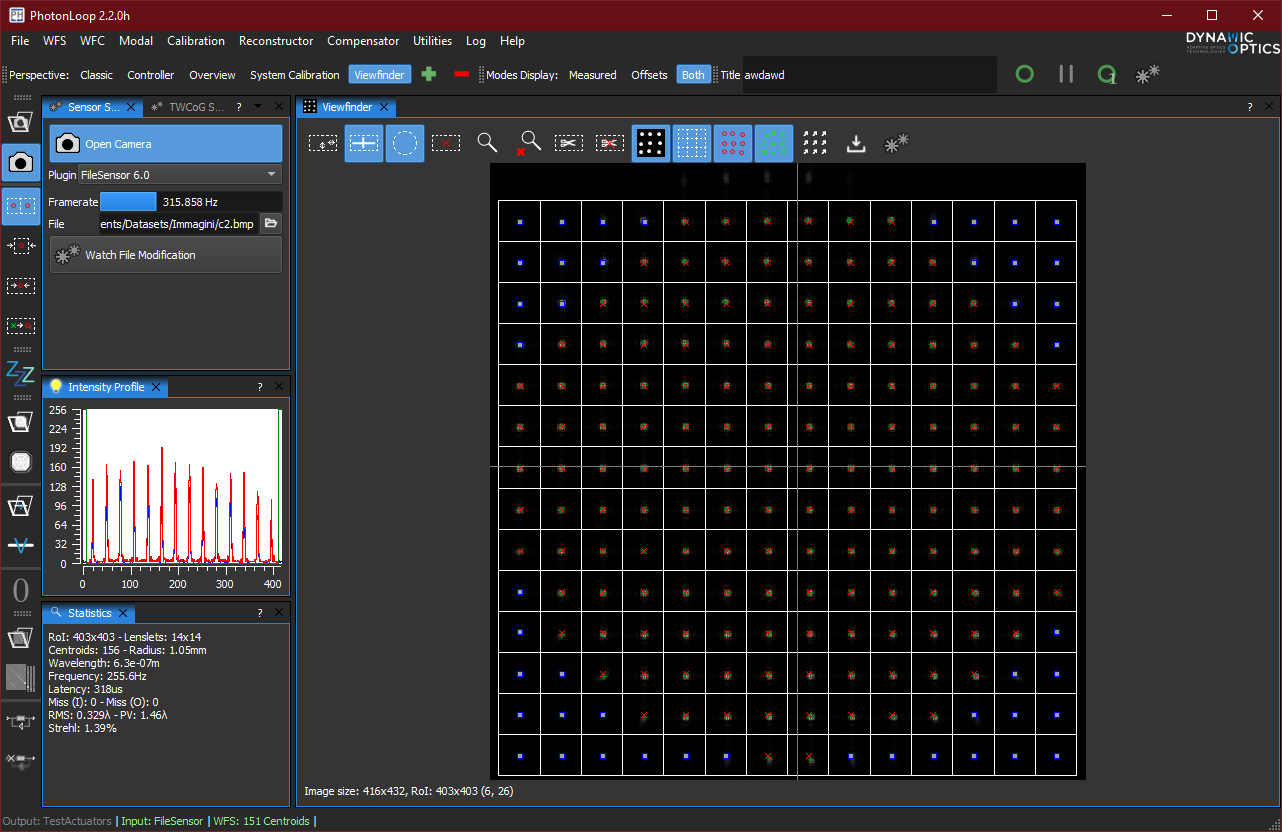 PhotonLoop 2.2.0h
File WFS WFC Modal Calibration Reconstructor Compensator Utilities Log Help
DYNAMIC OPTICS
ADAPTIVE OPTICS TECHNOLOGIES
Perspective: Classic Controller Overview System Calibration Viewfinder Modes Display: Measured Offsets Both Title awdawd
1
Sensor S... TWCoG S... ?
Open Camera
Plugin FileSensor 6.0
Framerate 315.858 Hz
File ents/Datasets/Immagini/c2.bmp
Watch File Modification
Intensity Profile ?
256
224
192
160
128
96
64
32
0
0 100 200 300 400
Statistics ?
RoI: 403x403 - Lenslets: 14x14
Centroids: 156 - Radius: 1.05mm
Wavelength: 6.3e-07m
Frequency: 255.6Hz
Latency: 318us
Miss (I): 0 - Miss (O): 0
RMS: 0.329λ - PV: 1.46λ
Strehl: 1.39%
Viewfinder ?
Image size: 416x432, RoI: 403x403 (6, 26)
ZZZ
0
Output: TestActuators | Input: FileSensor | WFS: 151 Centroids |